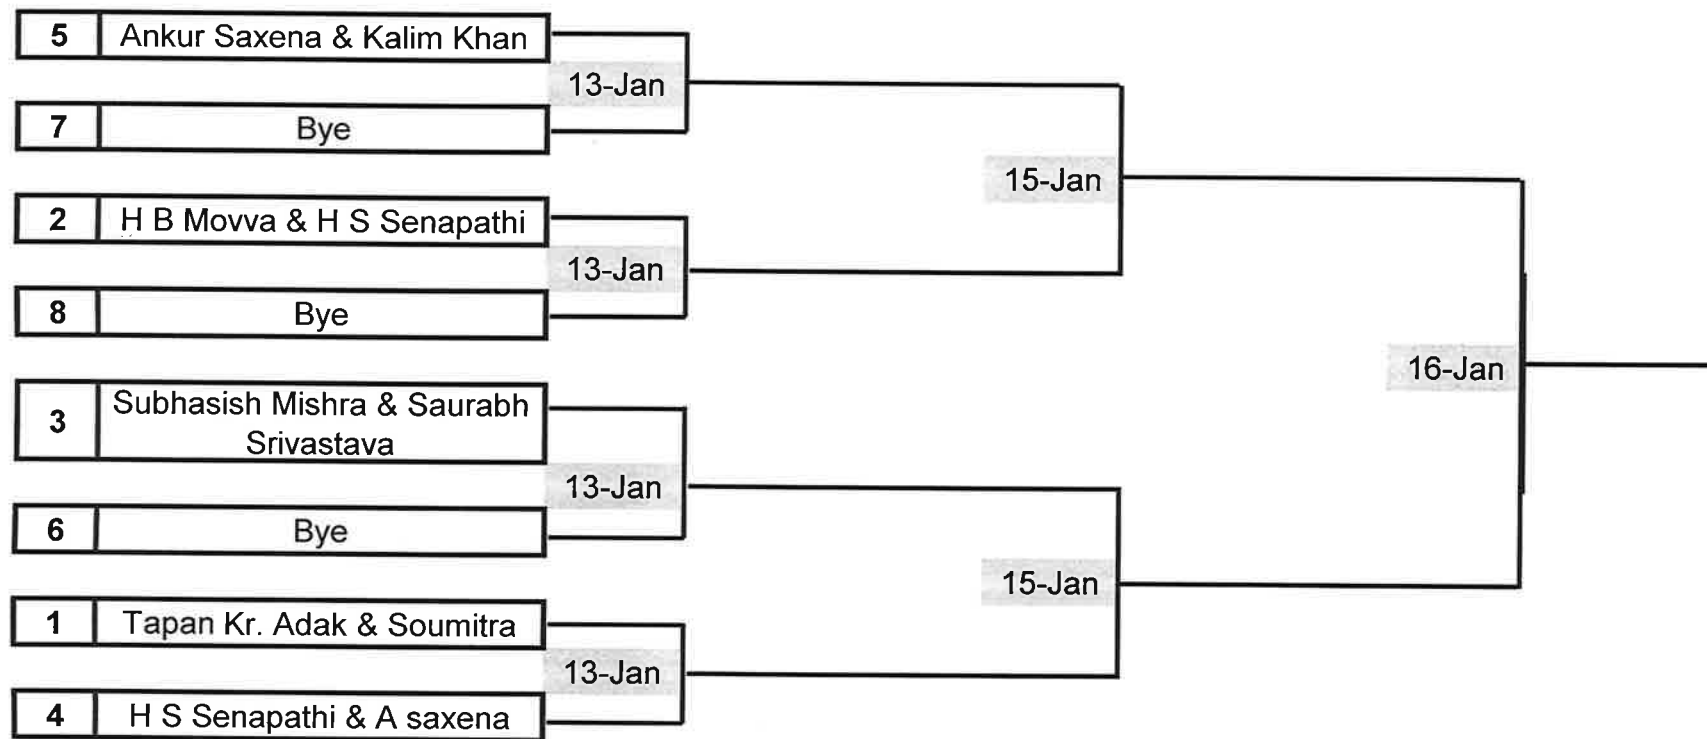 5 Ankur Saxena & Kalim Khan
13-Jan
7 Bye
15-Jan
2 H B Movva & H S Senapathi
13-Jan
8 Bye
16-Jan
3 Subhasish Mishra & Saurabh
Srivastava
13-Jan
6 Bye
15-Jan
1 Tapan Kr. Adak & Soumitra
13-Jan
4 H S Senapathi & A saxena